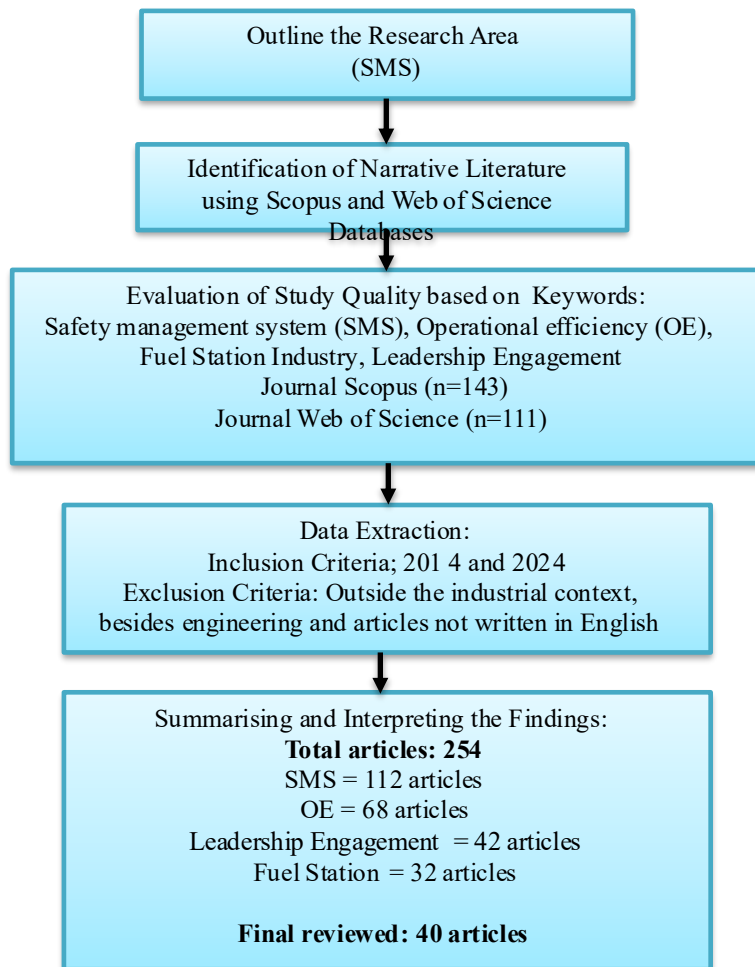 Outline the Research Area
(SMS)
Identification of Narrative Literature
using Scopus and Web of Science
Databases
Evaluation of Study Quality based on Keywords:
Safety management system (SMS), Operational efficiency (OE),
Fuel Station Industry, Leadership Engagement
Journal Scopus (n=143)
Journal Web of Science (n=111)
Data Extraction:
Inclusion Criteria; 201 4 and 2024
Exclusion Criteria: Outside the industrial context,
besides engineering and articles not written in English
Summarising and Interpreting the Findings:
Total articles: 254
SMS = 112 articles
OE = 68 articles
Leadership Engagement = 42 articles
Fuel Station = 32 articles
Final reviewed: 40 articles